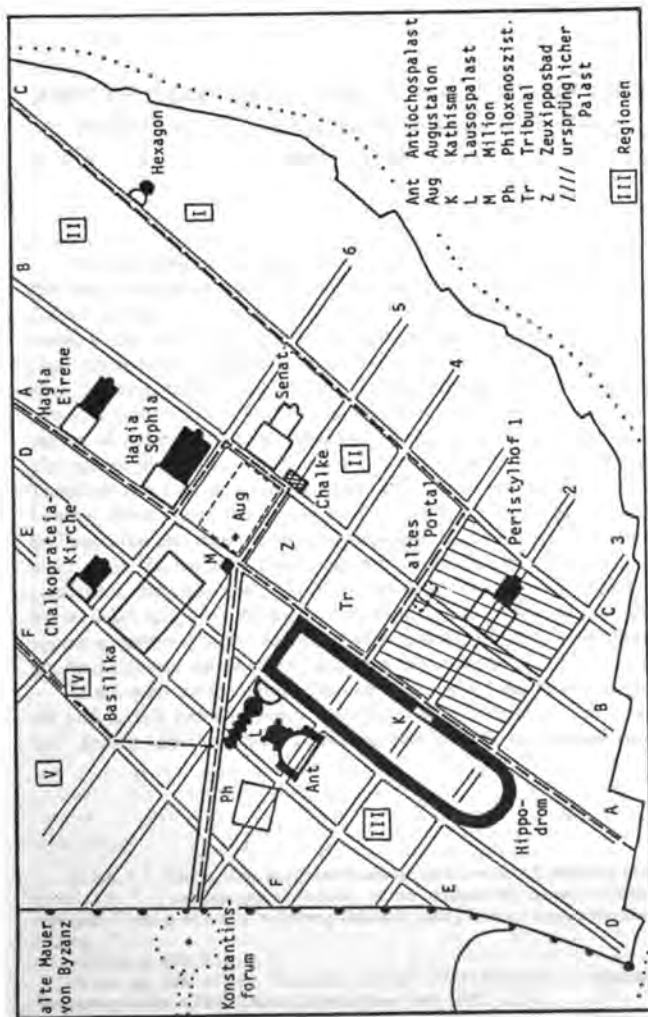 alte Mauer
von Byzanz
Konstantins-
forum
V
IV
F
E
D
A
B
C
Chalkoprateia-
Kirche
Hagia
Eirene
Hagia
Sophia
Basilika
II
Hexagon
I
M
Aug
Senat
6
5
4
Chalke
II
Z
Tr
altes
Portal
Peristylhof 1
2
3
Ph
L
Ant
K
III
Hippo-
drom
F
E
D
A
B
C
Ant Antiochospalast
Aug Augustaion
K Kathisma
L Lausospalast
M Milion
Ph Philoxenoszist.
Tr Tribunal
Z Zeuxipposbad
//// ursprünglicher
Palast
III Regionen